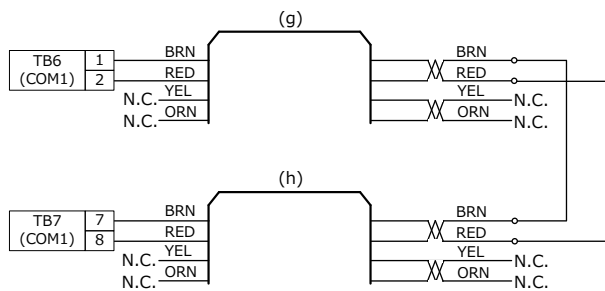 (g)
TB6
(COM1)
1
2
BRN
RED
YEL
N.C.
ORN
N.C.
BRN
RED
YEL
N.C.
ORN
N.C.
(h)
TB7
(COM1)
7
8
BRN
RED
YEL
N.C.
ORN
N.C.
BRN
RED
YEL
N.C.
ORN
N.C.